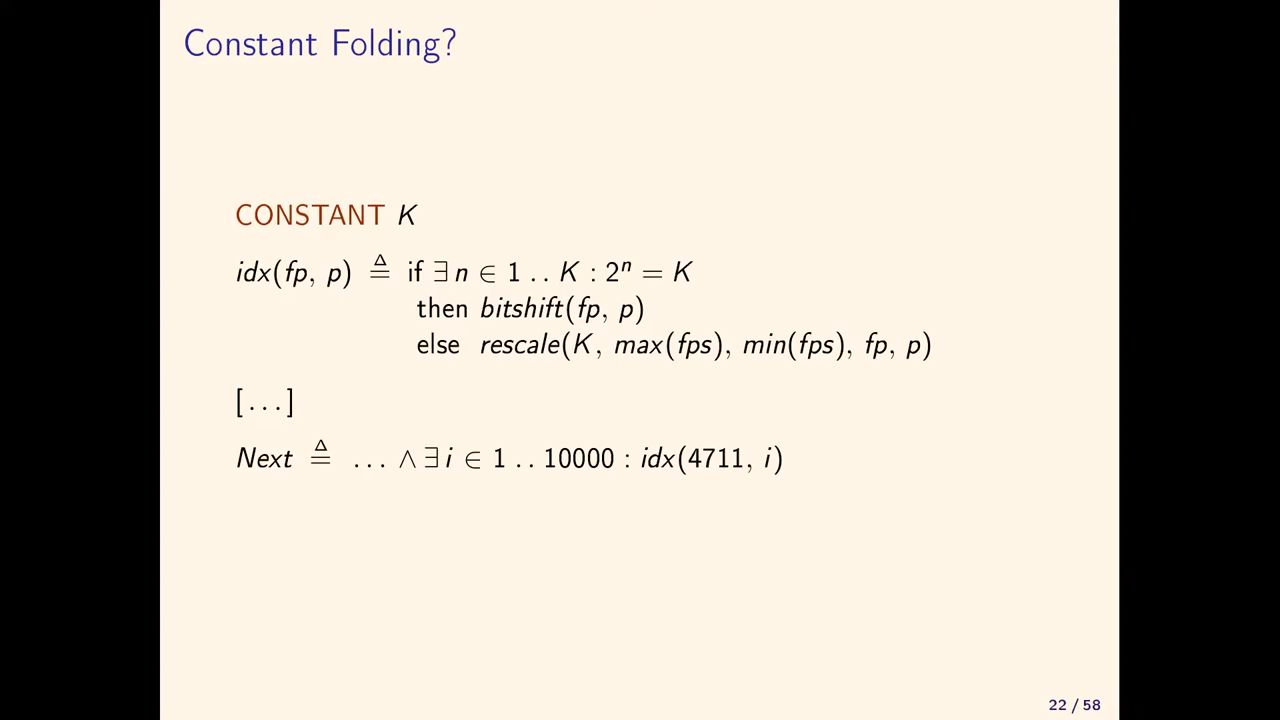 Constant Folding?
CONSTANT K
idx(fp, p) ≜ if ∃ n ∈ 1 . . K : 2ⁿ = K
then bitshift(fp, p)
else rescale(K, max(fps), min(fps), fp, p)
[...]
Next ≜ ... ∧ ∃ i ∈ 1 . . 10000 : idx(4711, i)
22 / 58